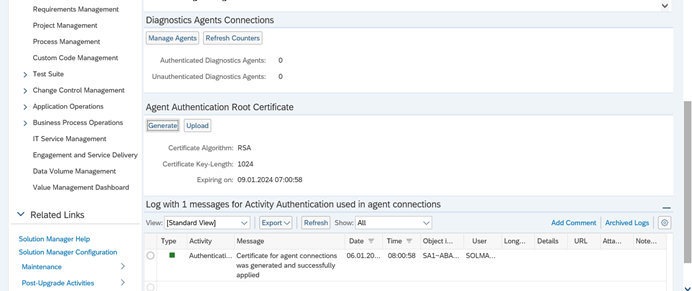 Requirements Management
Project Management
Process Management
Custom Code Management
Test Suite
Change Control Management
Application Operations
Business Process Operations
IT Service Management
Engagement and Service Delivery
Data Volume Management
Value Management Dashboard
Related Links
Solution Manager Help
Solution Manager Configuration
Maintenance
Post-Upgrade Activities
Diagnostics Agents Connections
Manage Agents Refresh Counters
Authenticated Diagnostics Agents: 0
Unauthenticated Diagnostics Agents: 0
Agent Authentication Root Certificate
Generate Upload
Certificate Algorithm: RSA
Certificate Key-Length: 1024
Expiring on: 09.01.2024 07:00:58
Log with 1 messages for Activity Authentication used in agent connections
View: [Standard View] Export Refresh Show: All Add Comment Archived Logs
Type Activity Message Date Time Object i... User Long... Details URL Atta... Note...
Authenticati... Certificate for agent connections 06.01.20... 08:00:58 SA1~ABA... SOLMA...
was generated and successfully
applied